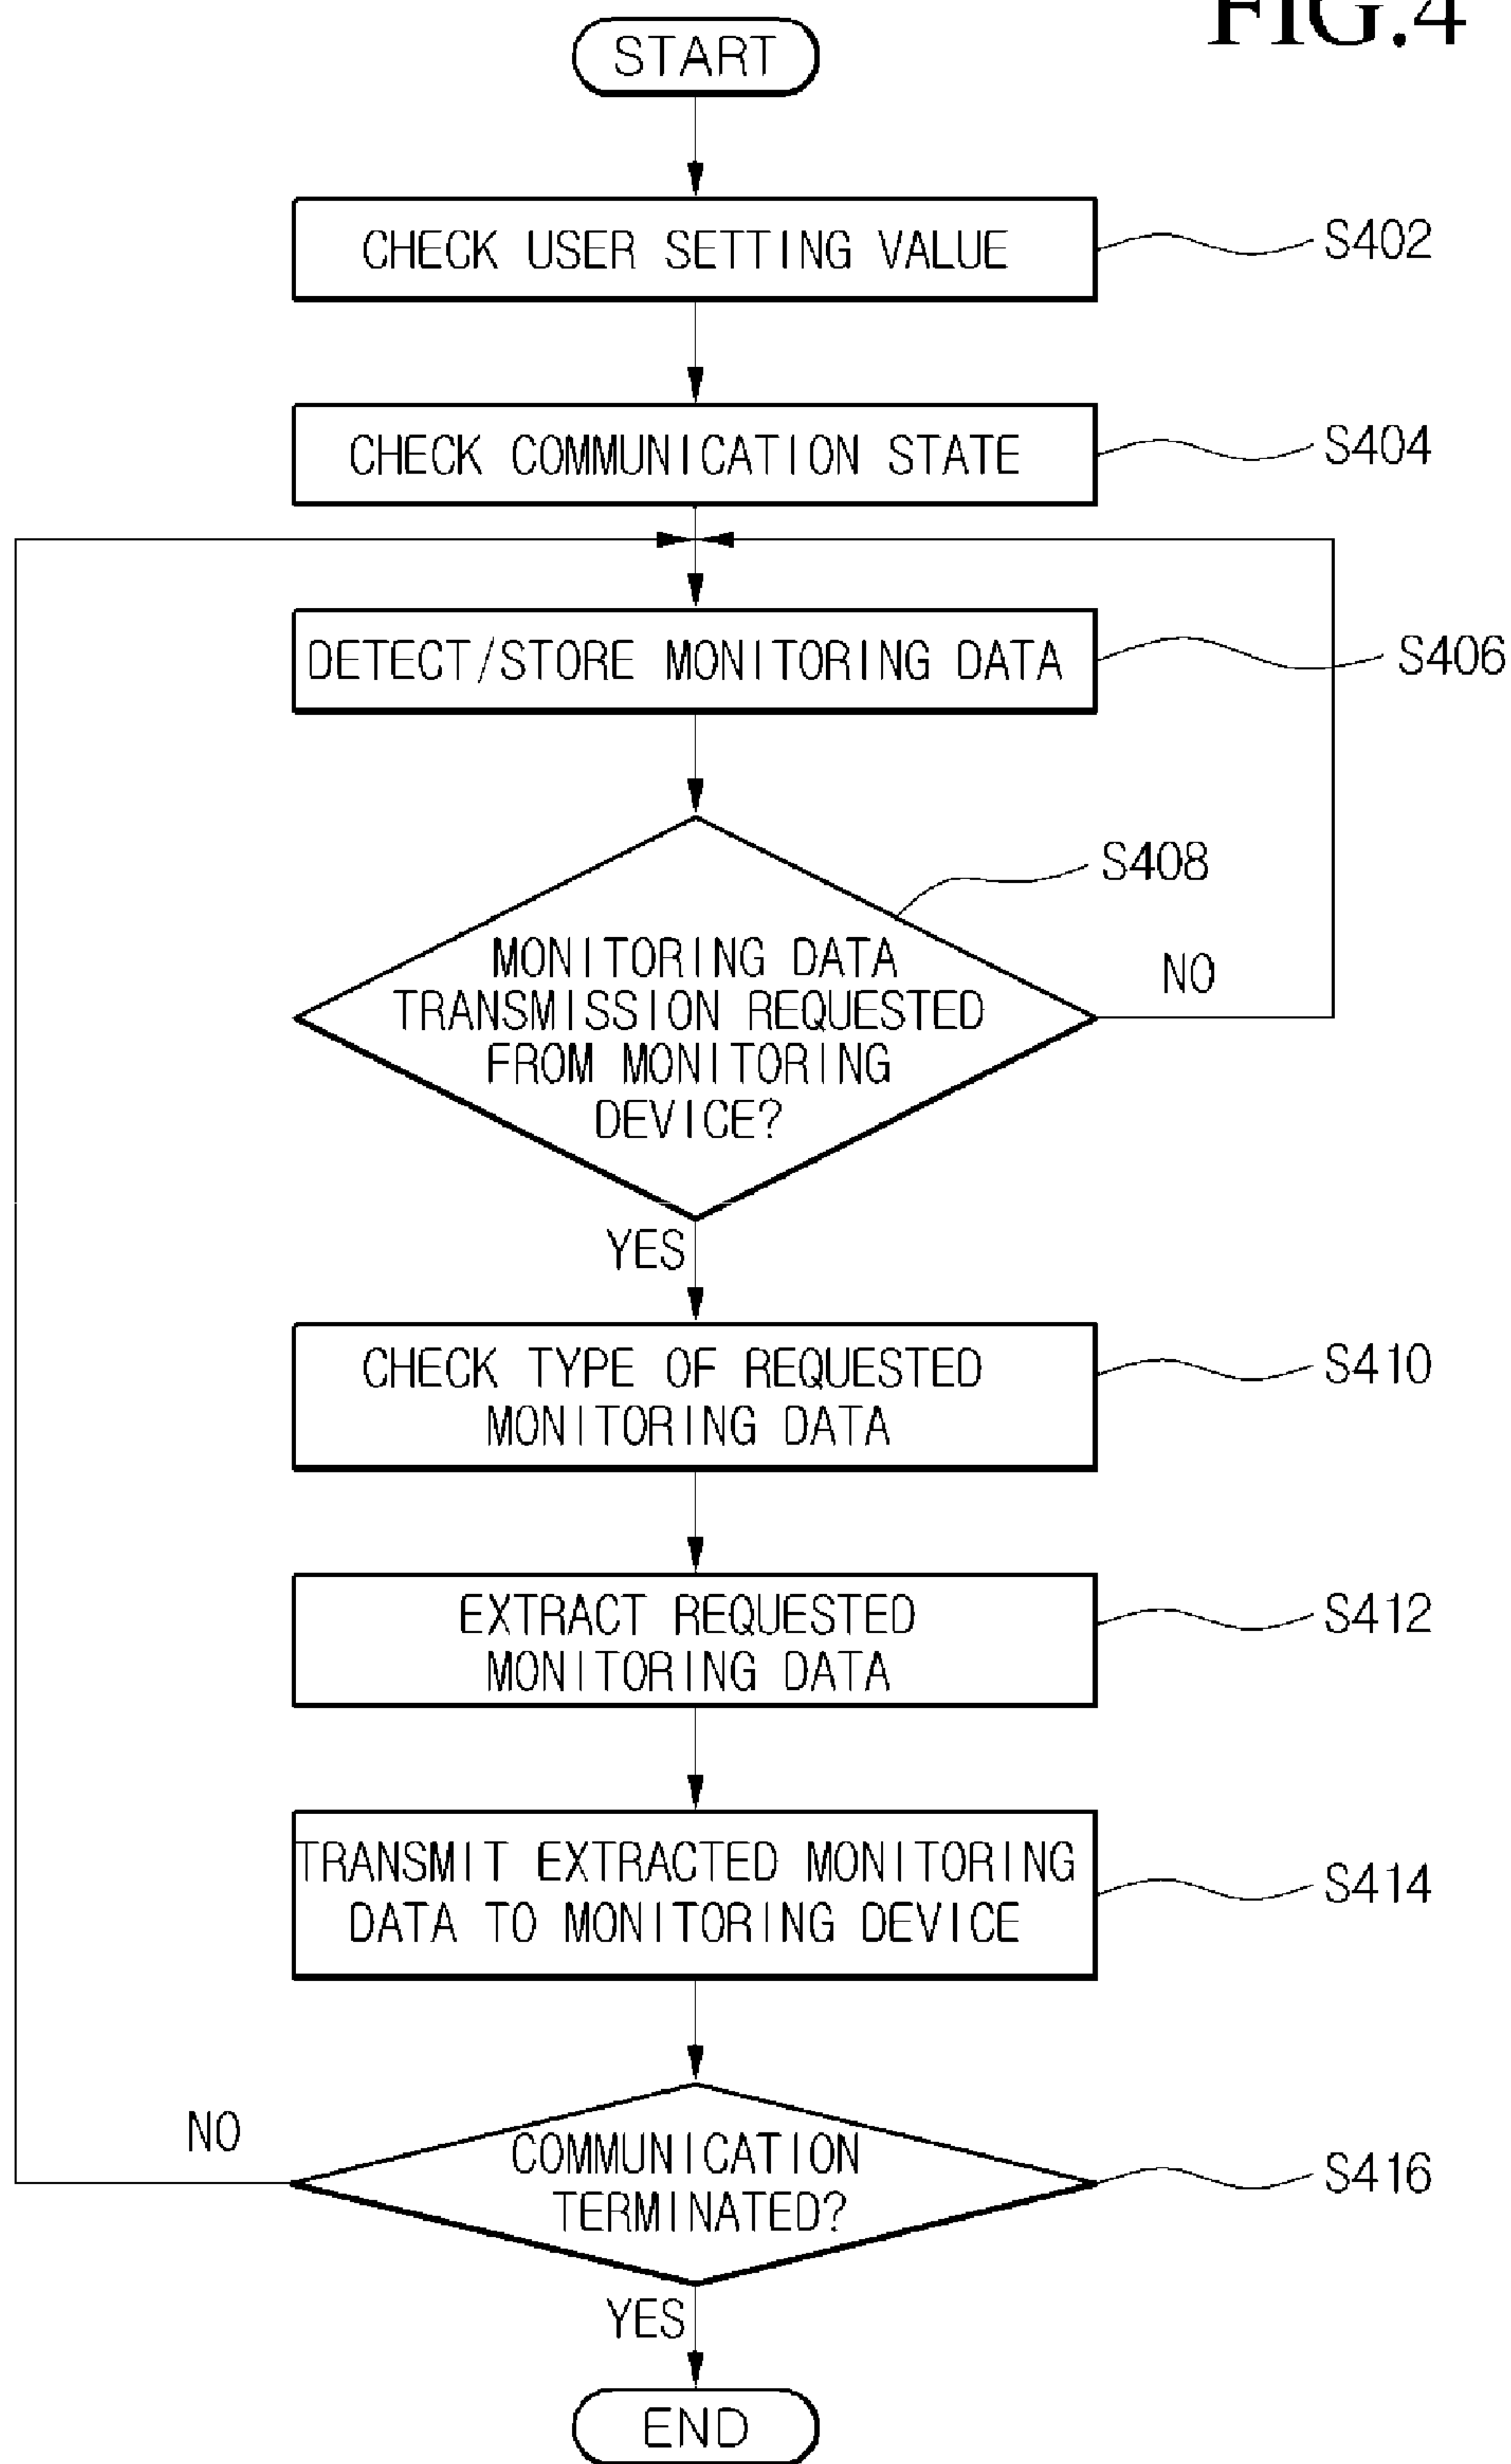 FIG.4
START
CHECK USER SETTING VALUE
S402
CHECK COMMUNICATION STATE
S404
DETECT/STORE MONITORING DATA
S406
S408
MONITORING DATA
TRANSMISSION REQUESTED
FROM MONITORING
DEVICE?
NO
YES
CHECK TYPE OF REQUESTED
MONITORING DATA
S410
EXTRACT REQUESTED
MONITORING DATA
S412
TRANSMIT EXTRACTED MONITORING
DATA TO MONITORING DEVICE
S414
NO
COMMUNICATION
TERMINATED?
S416
YES
END